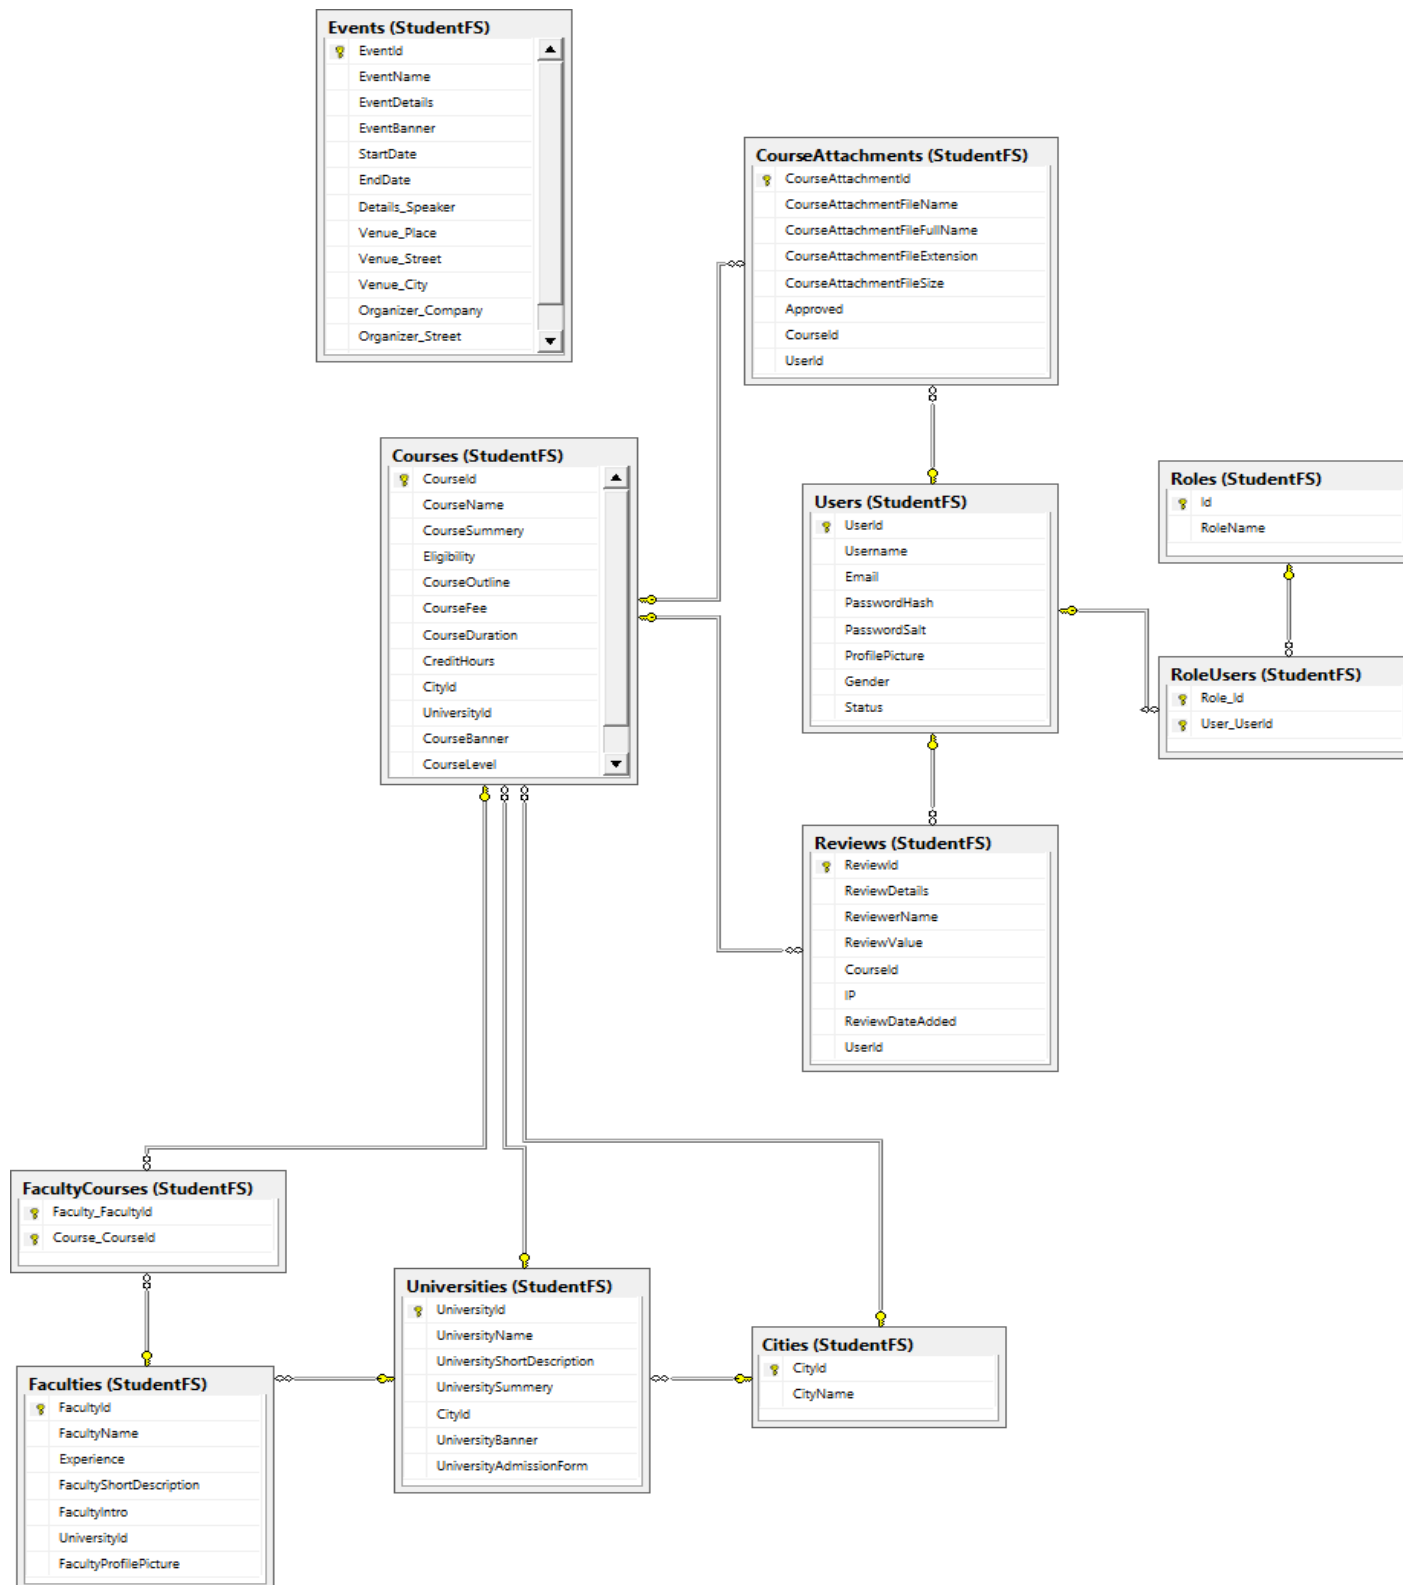 Events (StudentFS)
EventId
EventName
EventDetails
EventBanner
StartDate
EndDate
Details_Speaker
Venue_Place
Venue_Street
Venue_City
Organizer_Company
Organizer_Street
CourseAttachments (StudentFS)
CourseAttachmentId
CourseAttachmentFileName
CourseAttachmentFileFullName
CourseAttachmentFileExtension
CourseAttachmentFileSize
Approved
CourseId
UserId
Courses (StudentFS)
CourseId
CourseName
CourseSummery
Eligibility
CourseOutline
CourseFee
CourseDuration
CreditHours
CityId
UniversityId
CourseBanner
CourseLevel
Users (StudentFS)
UserId
Username
Email
PasswordHash
PasswordSalt
ProfilePicture
Gender
Status
Roles (StudentFS)
Id
RoleName
RoleUsers (StudentFS)
Role_Id
User_UserId
Reviews (StudentFS)
ReviewId
ReviewDetails
ReviewerName
ReviewValue
CourseId
IP
ReviewDateAdded
UserId
FacultyCourses (StudentFS)
Faculty_FacultyId
Course_CourseId
Universities (StudentFS)
UniversityId
UniversityName
UniversityShortDescription
UniversitySummery
CityId
UniversityBanner
UniversityAdmissionForm
Cities (StudentFS)
CityId
CityName
Faculties (StudentFS)
FacultyId
FacultyName
Experience
FacultyShortDescription
FacultyIntro
UniversityId
FacultyProfilePicture